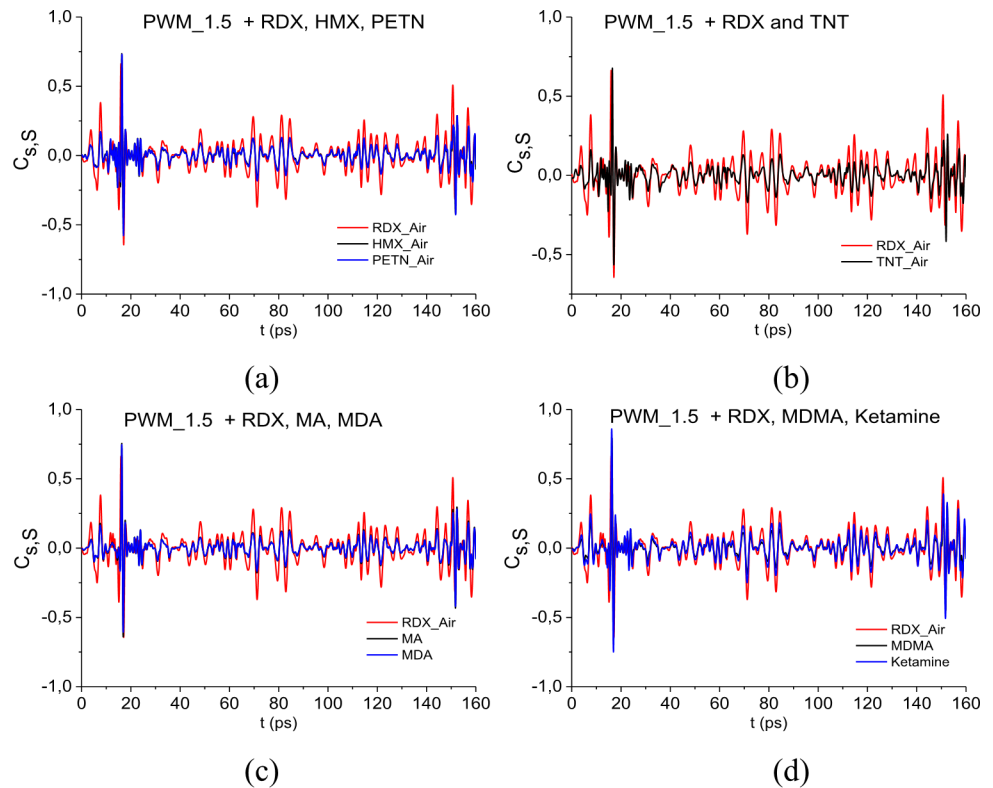 PWM_1.5 + RDX, HMX, PETN
1,0
0,5
0,0
-0,5
-1,0
C_S,S
RDX_Air
HMX_Air
PETN_Air
0 20 40 60 80 100 120 140 160
t (ps)
(a)
PWM_1.5 + RDX and TNT
1,0
0,5
0,0
-0,5
C_S,S
RDX_Air
TNT_Air
0 20 40 60 80 100 120 140 160
t (ps)
(b)
PWM_1.5 + RDX, MA, MDA
1,0
0,5
0,0
-0,5
-1,0
C_S,S
RDX_Air
MA
MDA
0 20 40 60 80 100 120 140 160
t (ps)
(c)
PWM_1.5 + RDX, MDMA, Ketamine
1,0
0,5
0,0
-0,5
-1,0
C_S,S
RDX_Air
MDMA
Ketamine
0 20 40 60 80 100 120 140 160
t (ps)
(d)